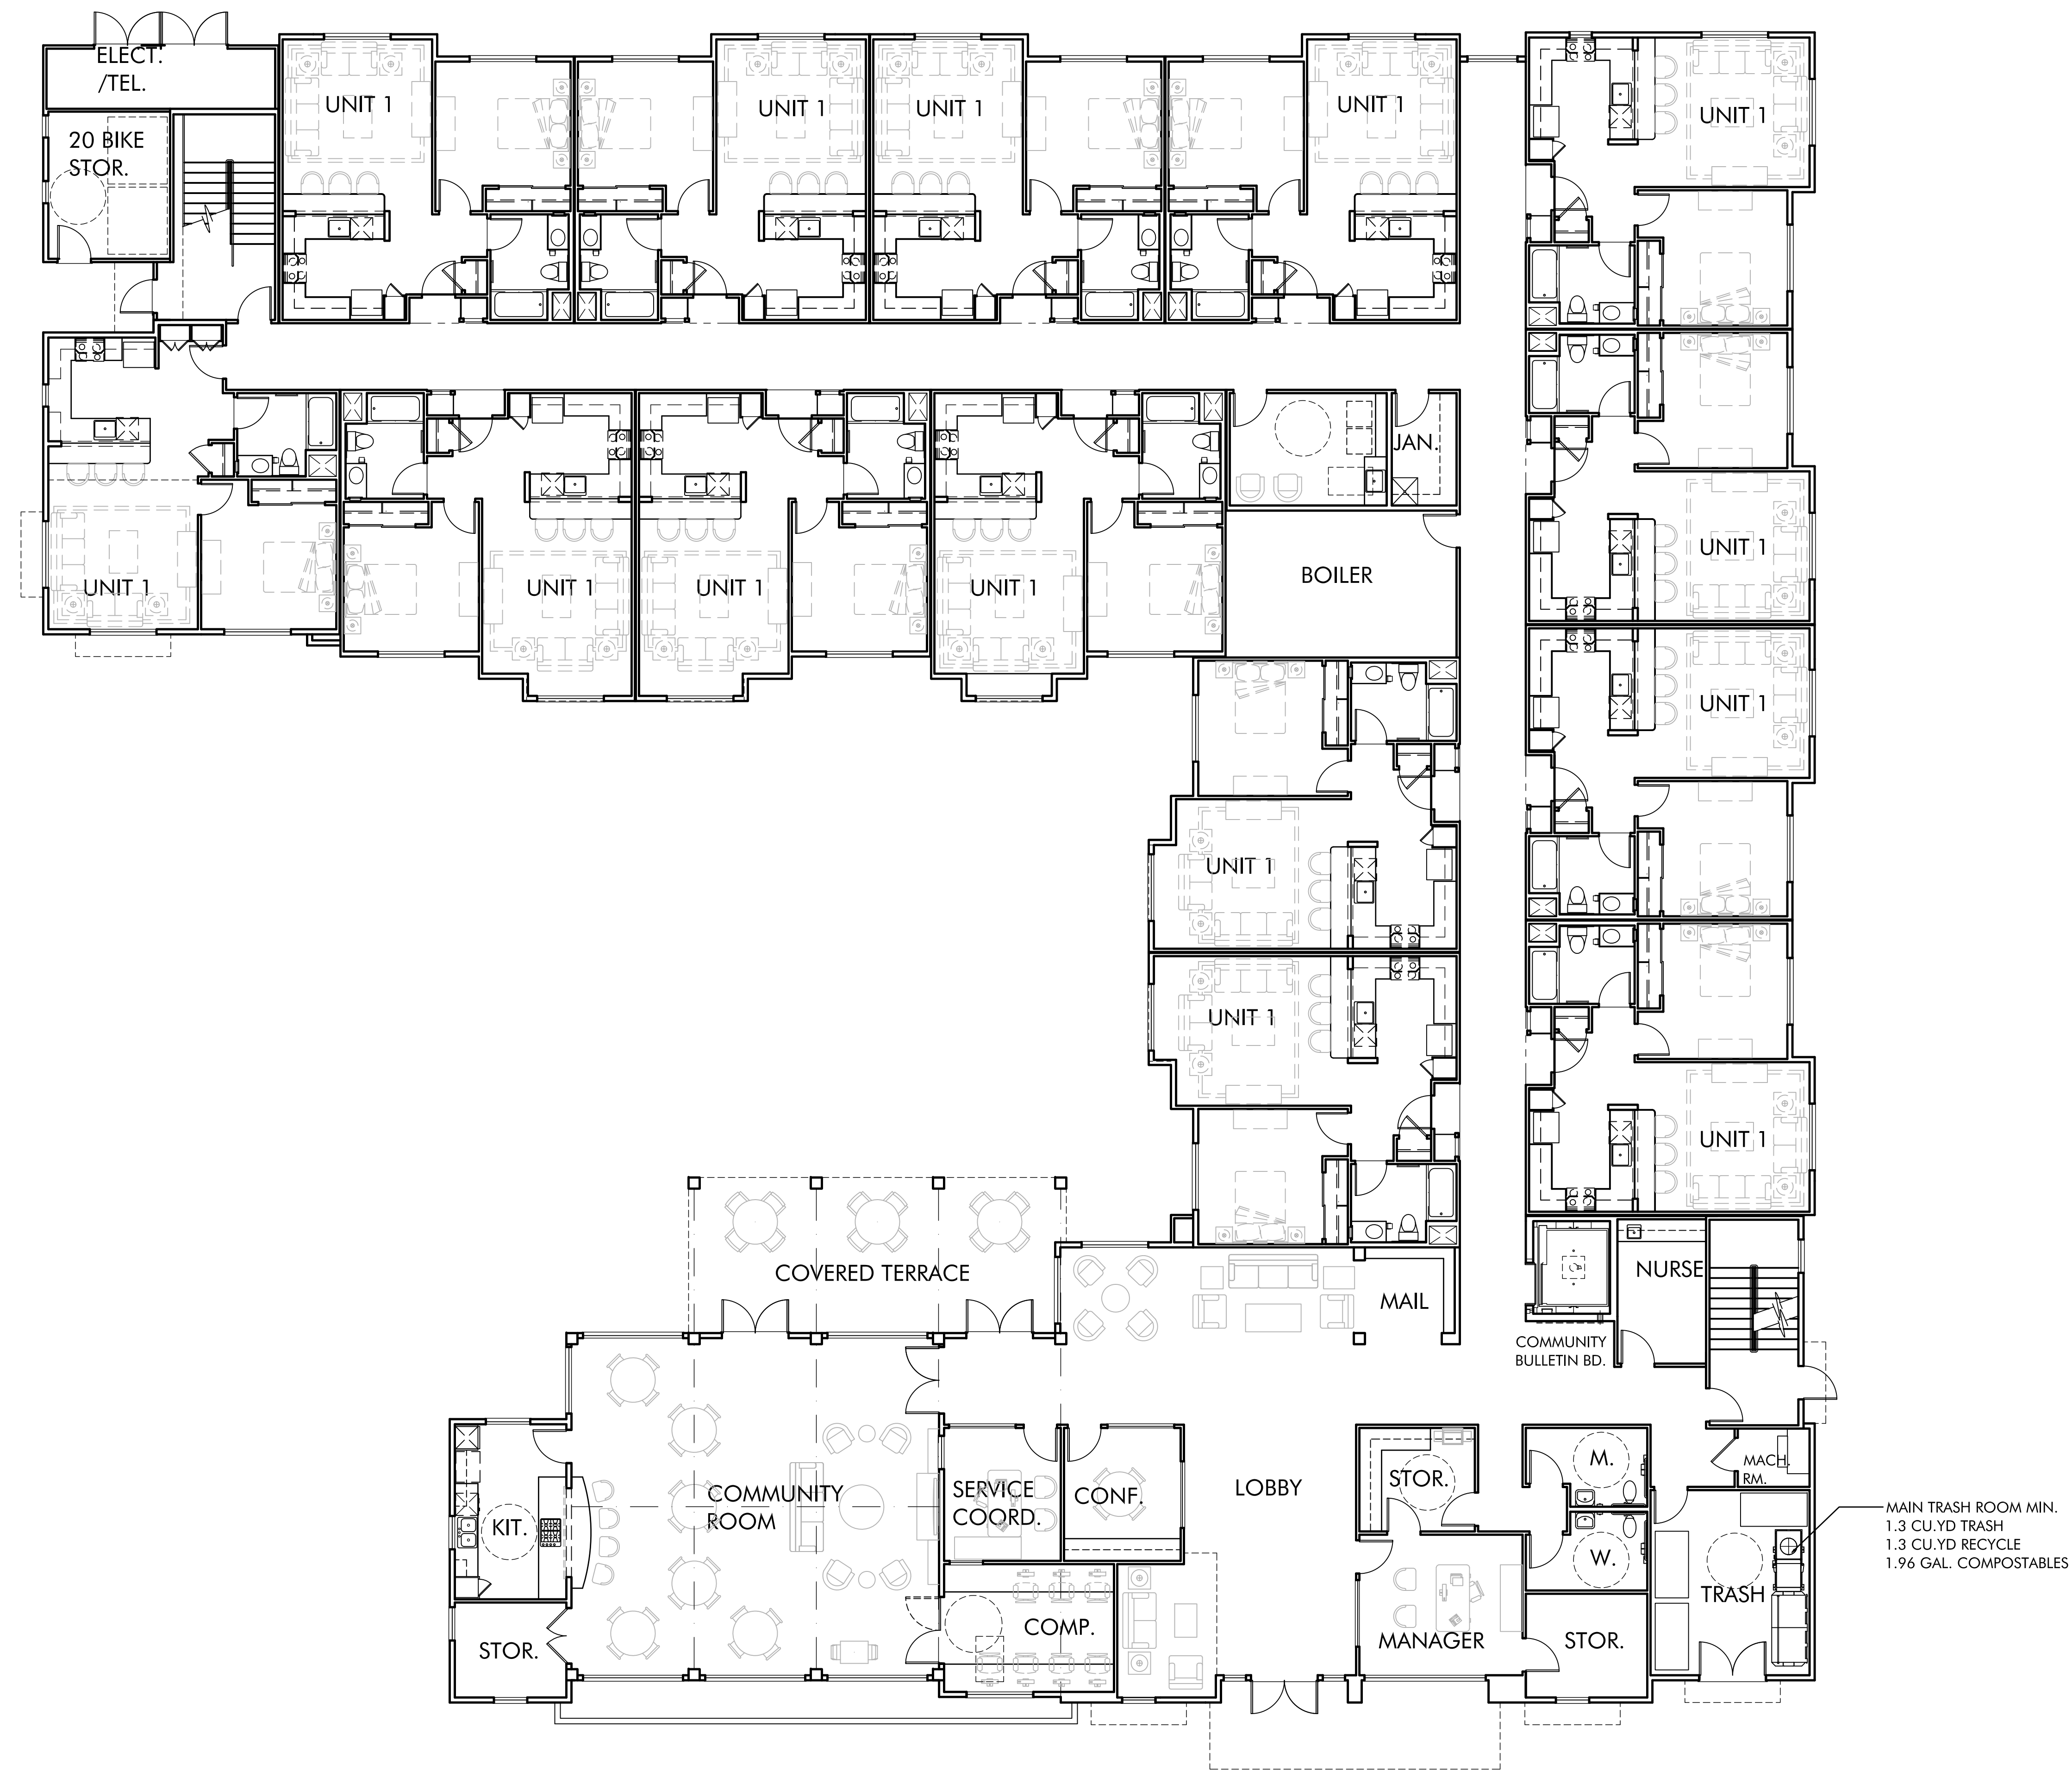 ELECT.
/TEL.
20 BIKE
STOR.
UNIT 1
UNIT 1
UNIT 1
UNIT 1
UNIT 1
JAN.
UNIT 1
UNIT 1
UNIT 1
UNIT 1
BOILER
UNIT 1
UNIT 1
UNIT 1
UNIT 1
UNIT 1
NURSE
COVERED TERRACE
MAIL
COMMUNITY
BULLETIN BD.
M.
MACH.
RM.
STOR.
LOBBY
SERVICE
COORD.
CONF.
COMMUNITY
ROOM
KIT.
MAIN TRASH ROOM MIN.
1.3 CU.YD TRASH
1.3 CU.YD RECYCLE
1.96 GAL. COMPOSTABLES
W.
TRASH
COMP.
MANAGER
STOR.
STOR.